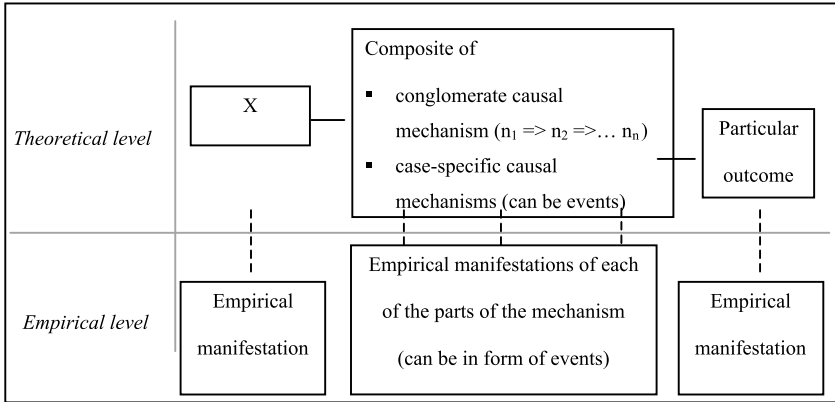 Composite of
▪ conglomerate causal
mechanism (n₁ => n₂ =>… nₙ)
▪ case-specific causal
mechanisms (can be events)
X
Theoretical level
Particular
outcome
Empirical level
Empirical
manifestation
Empirical manifestations of each
of the parts of the mechanism
(can be in form of events)
Empirical
manifestation